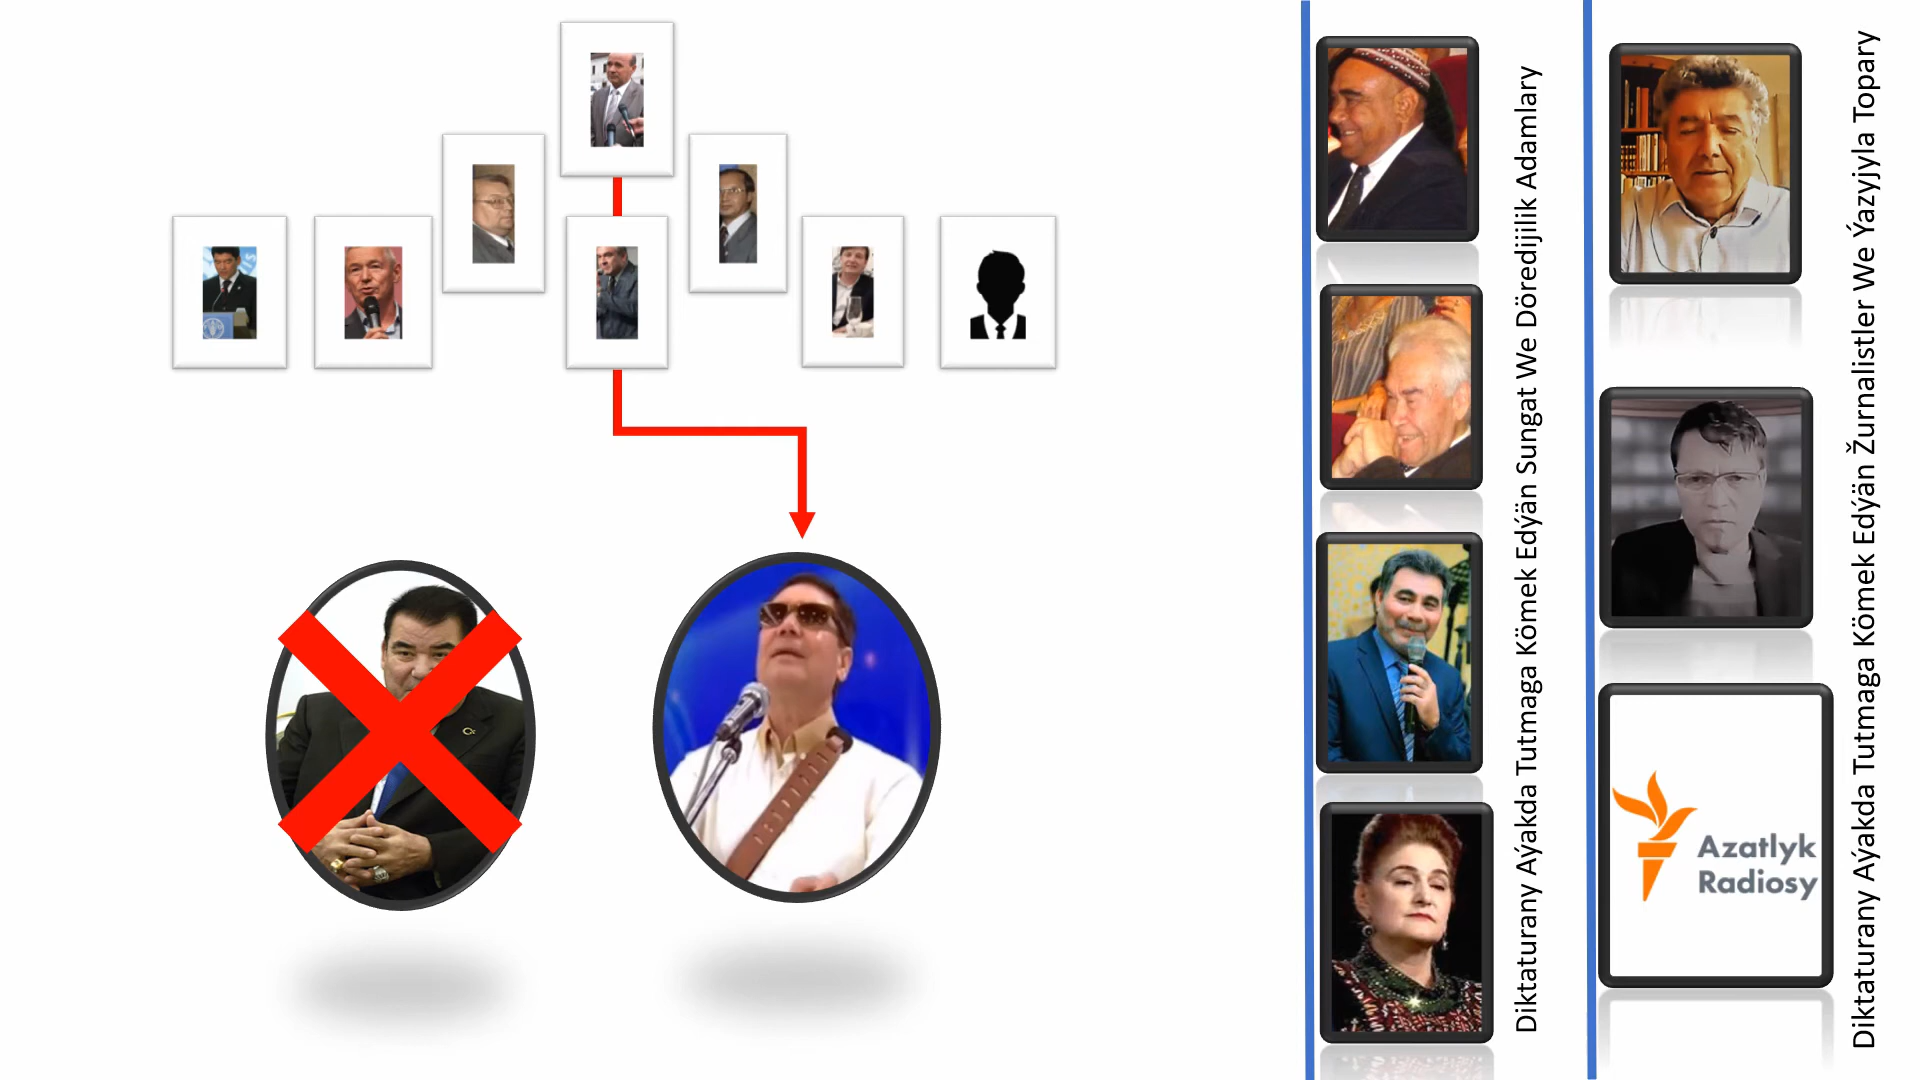 Diktaturany Aýakda Tutmaga Kömek Edýän Sungat We Döredijilik Adamlary
Diktaturany Aýakda Tutmaga Kömek Edýän Žurnalistler We Ýazyjyla Topary
Azatlyk
Radiosy